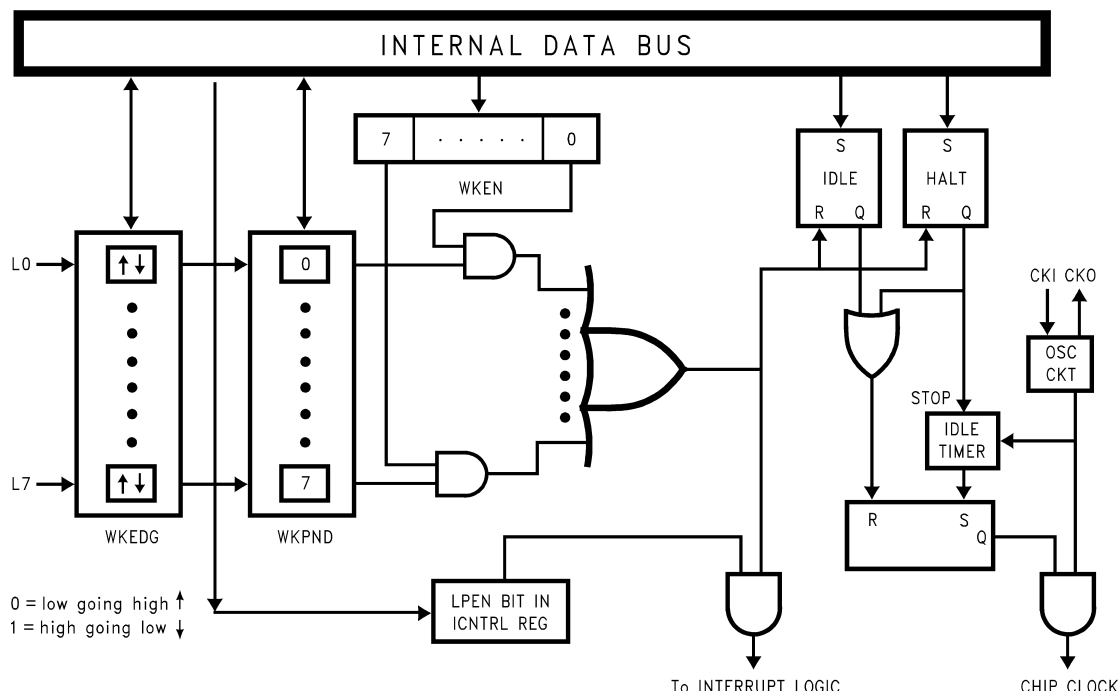 INTERNAL DATA BUS
7 · · · · · 0
WKEN
S
IDLE
R Q
S
HALT
R Q
L0
↑↓
0
CKI CKO
OSC
CKT
STOP
IDLE
TIMER
L7
↑↓
7
WKEDG
WKPND
R S
Q
0 = low going high ↑
1 = high going low ↓
LPEN BIT IN
ICNTRL REG
To INTERRUPT LOGIC
CHIP CLOCK